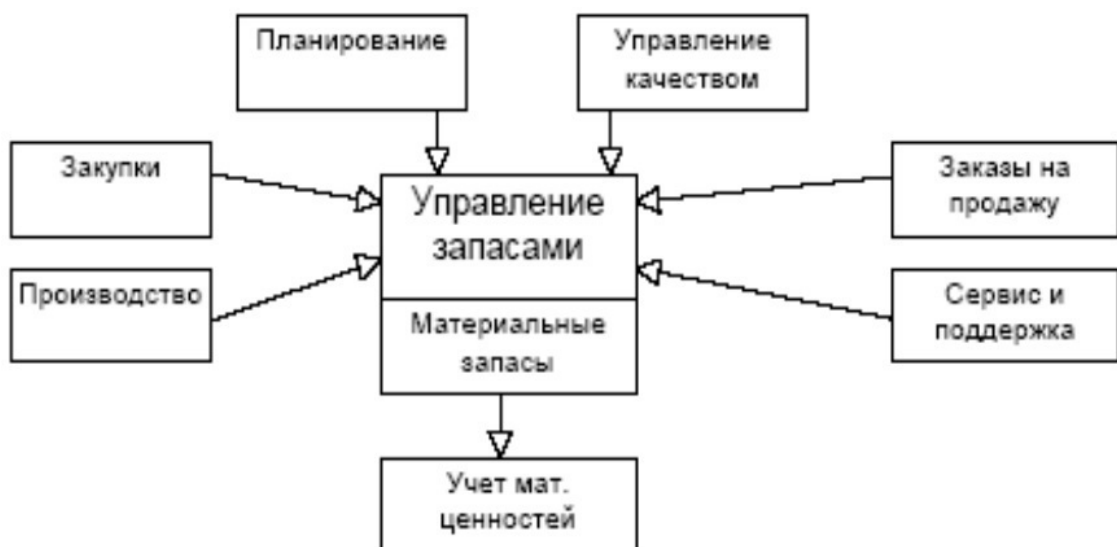 Планирование
Управление
качеством
Закупки
Управление
запасами
Заказы на
продажу
Производство
Материальные
запасы
Сервис и
поддержка
Учет мат.
ценностей